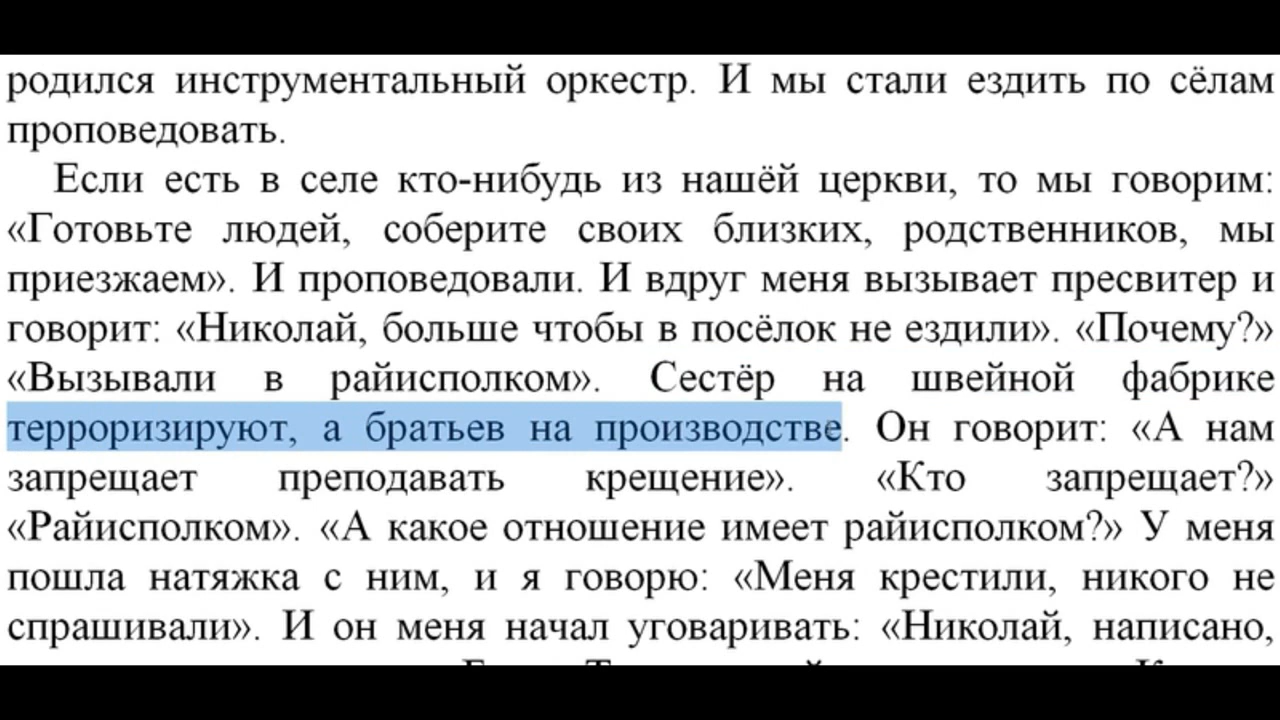 родился инструментальный оркестр. И мы стали ездить по сёлам
проповедовать.
Если есть в селе кто-нибудь из нашёй церкви, то мы говорим:
«Готовьте людей, соберите своих близких, родственников, мы
приезжаем». И проповедовали. И вдруг меня вызывает пресвитер и
говорит: «Николай, больше чтобы в посёлок не ездили». «Почему?»
«Вызывали в райисполком». Сестёр на швейной фабрике
терроризируют, а братьев на производстве. Он говорит: «А нам
запрещает преподавать крещение». «Кто запрещает?»
«Райисполком». «А какое отношение имеет райисполком?» У меня
пошла натяжка с ним, и я говорю: «Меня крестили, никого не
спрашивали». И он меня начал уговаривать: «Николай, написано,